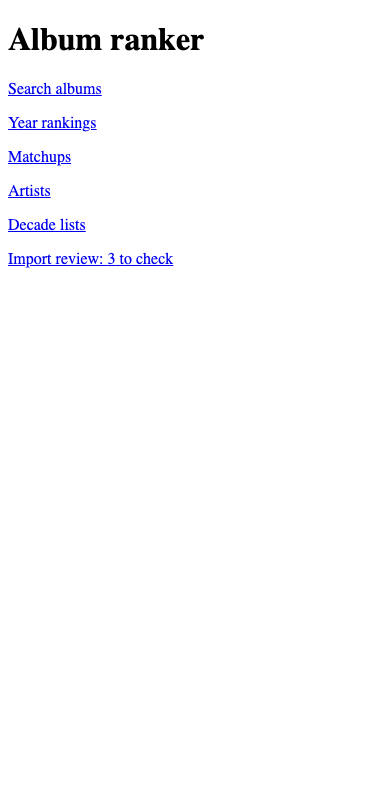 Album ranker
Search albums
Year rankings
Matchups
Artists
Decade lists
Import review: 3 to check